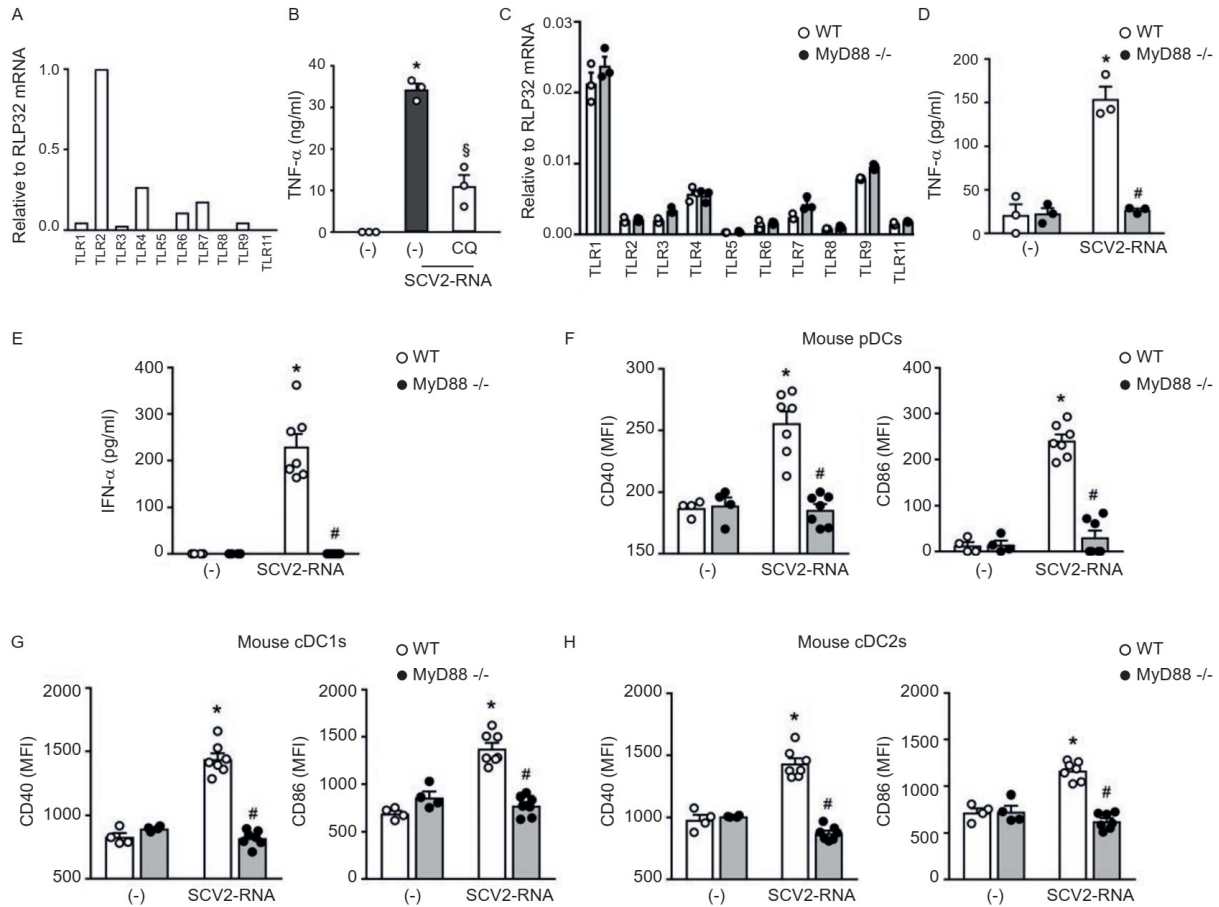 A
Relative to RLP32 mRNA
1.0
0.5
0.0
TLR1
TLR2
TLR3
TLR4
TLR5
TLR6
TLR7
TLR8
TLR9
TLR11
B
TNF-α (ng/ml)
40
30
20
10
0
*
§
(-)
(-)
CQ
SCV2-RNA
C
WT
MyD88 -/-
Relative to RLP32 mRNA
0.03
0.02
0.01
0.00
TLR1
TLR2
TLR3
TLR4
TLR5
TLR6
TLR7
TLR8
TLR9
TLR11
D
WT
MyD88 -/-
TNF-α (pg/ml)
200
150
100
50
0
*
#
(-)
SCV2-RNA
E
WT
MyD88 -/-
IFN-α (pg/ml)
400
300
200
100
0
*
#
(-)
SCV2-RNA
F
Mouse pDCs
WT
MyD88 -/-
CD40 (MFI)
300
250
200
150
*
#
(-)
SCV2-RNA
CD86 (MFI)
400
300
200
100
0
*
#
(-)
SCV2-RNA
G
Mouse cDC1s
WT
MyD88 -/-
CD40 (MFI)
2000
1500
1000
500
*
#
(-)
SCV2-RNA
CD86 (MFI)
2000
1500
1000
500
0
*
#
(-)
SCV2-RNA
H
Mouse cDC2s
WT
MyD88 -/-
CD40 (MFI)
2000
1500
1000
500
*
#
(-)
SCV2-RNA
CD86 (MFI)
2000
1500
1000
500
0
*
#
(-)
SCV2-RNA